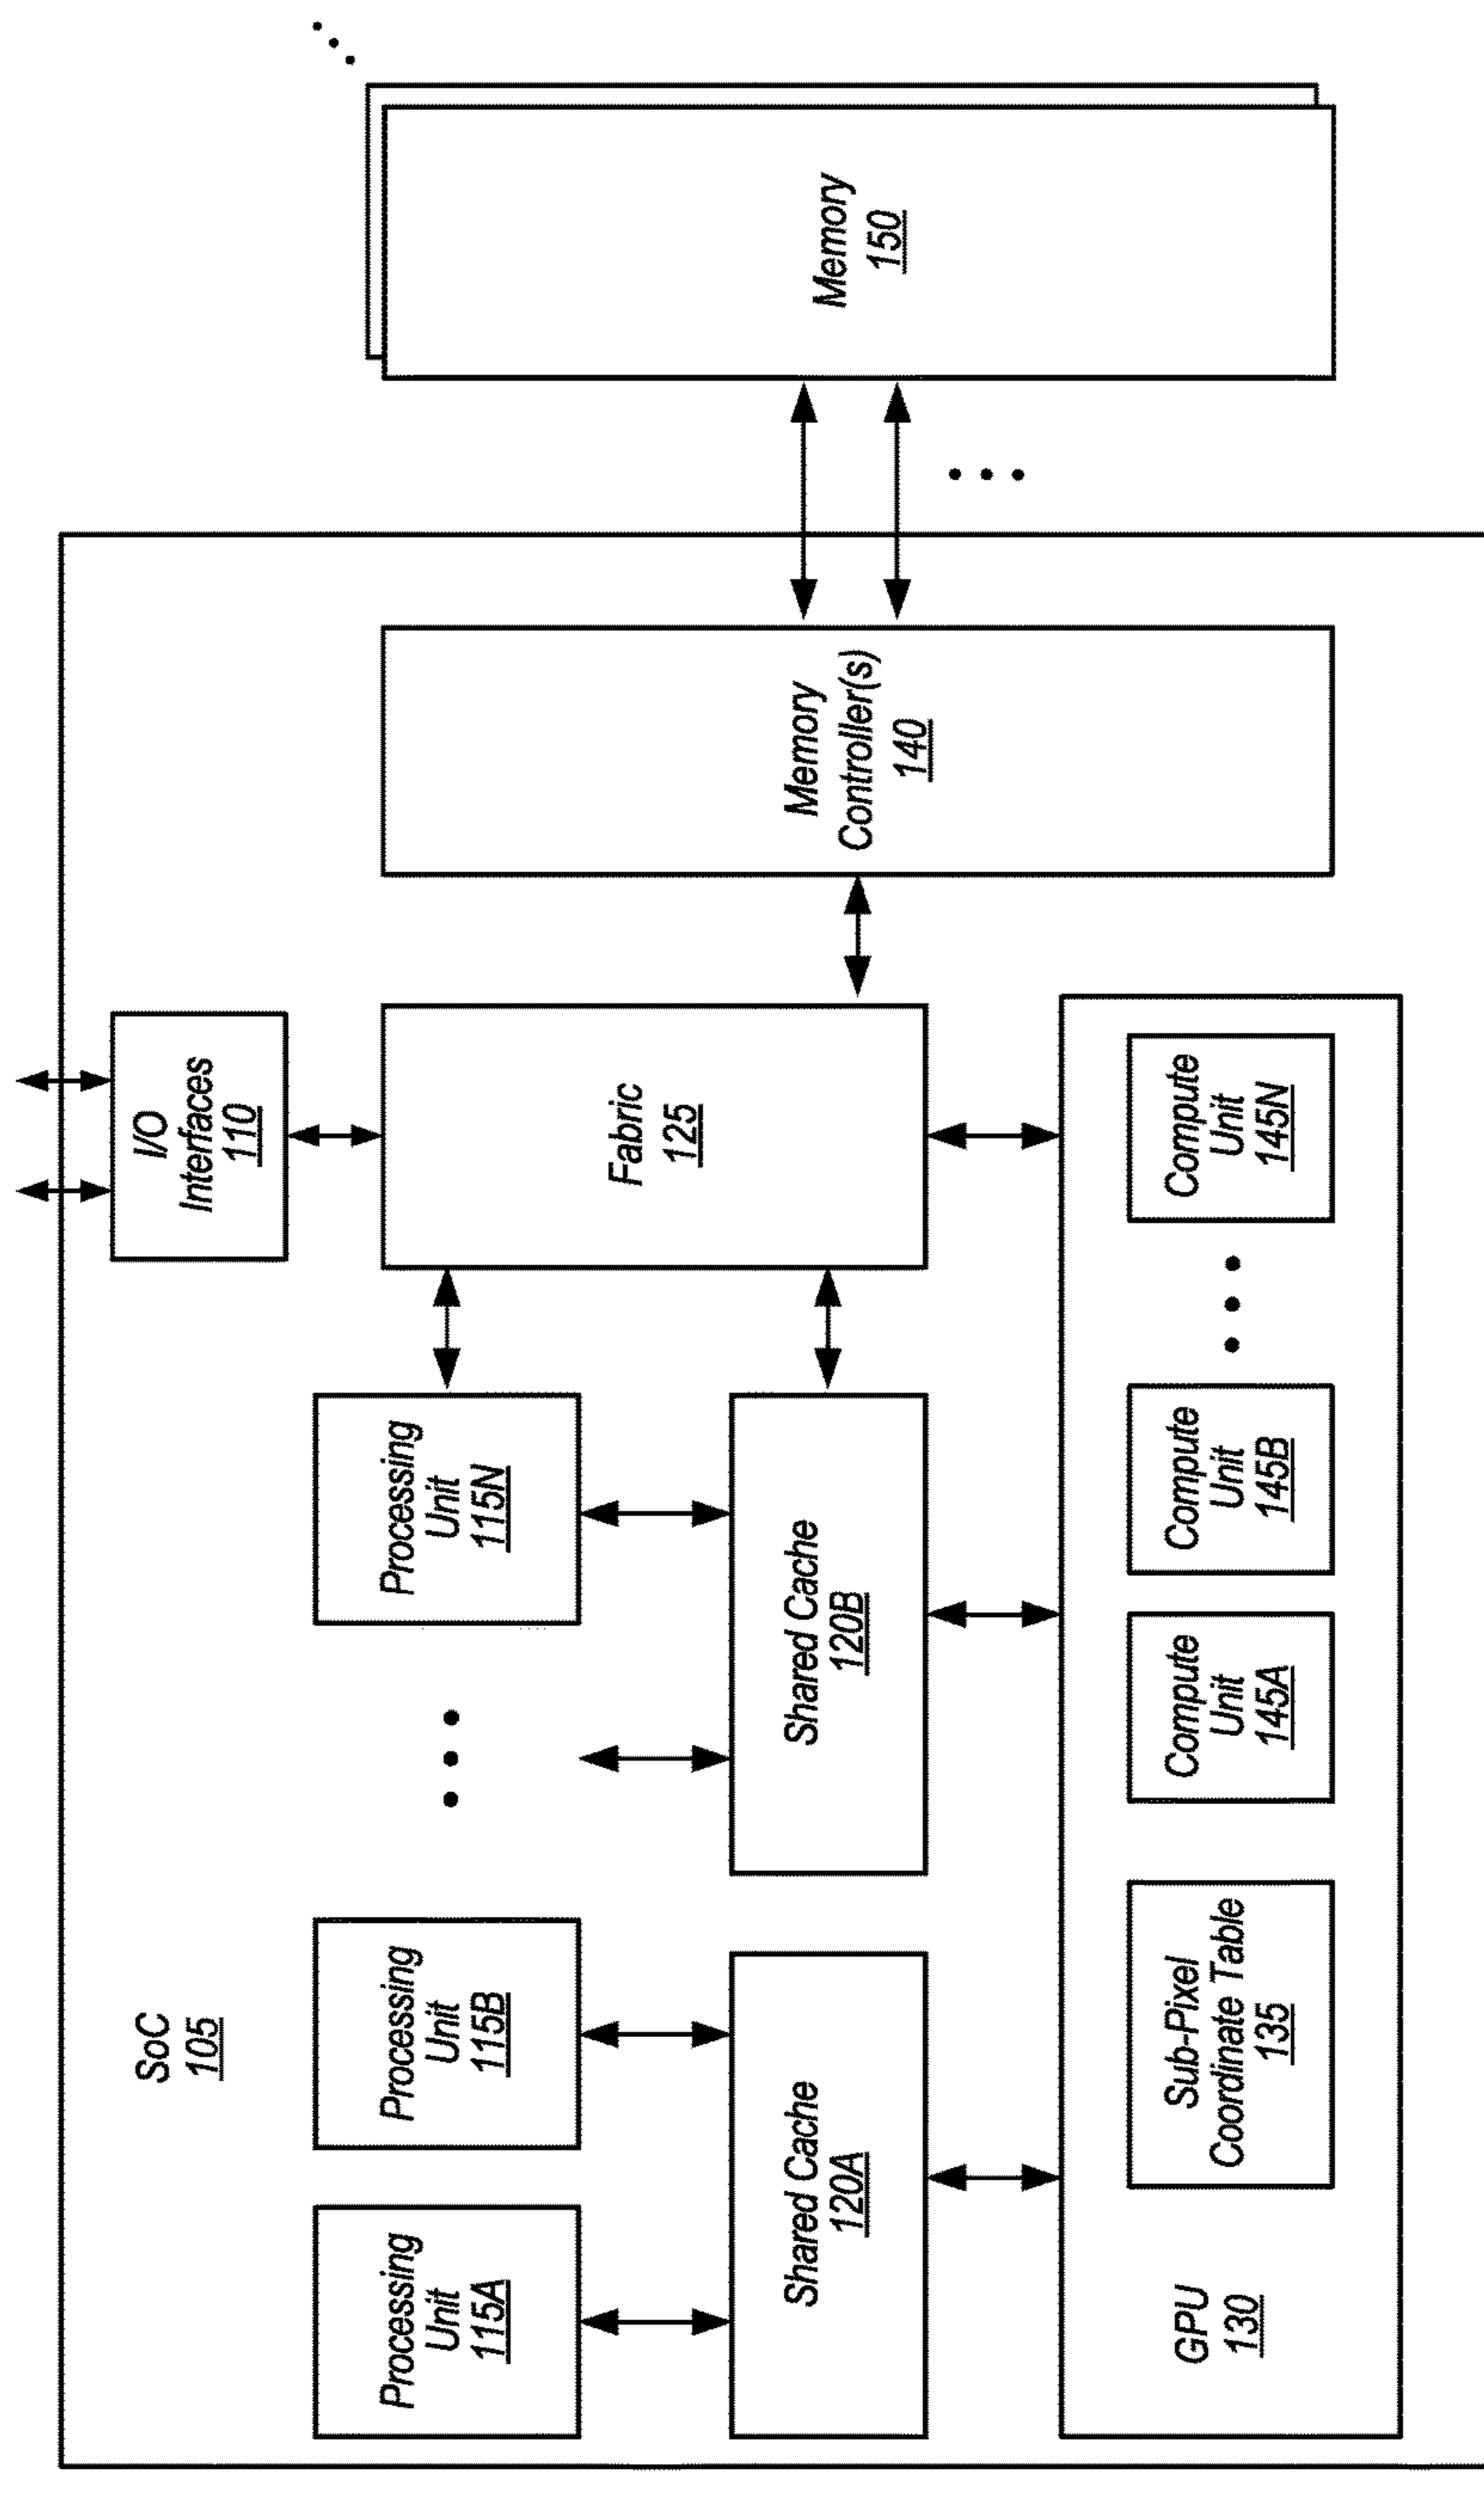 SoC
105
I/O
Interfaces
110
Processing
Unit
115A
Processing
Unit
115B
Processing
Unit
115N
Fabric
125
Memory
Controller(s)
140
Memory
150
Shared Cache
120A
Shared Cache
120B
GPU
130
Sub-Pixel
Coordinate Table
135
Compute
Unit
145A
Compute
Unit
145B
Compute
Unit
145N